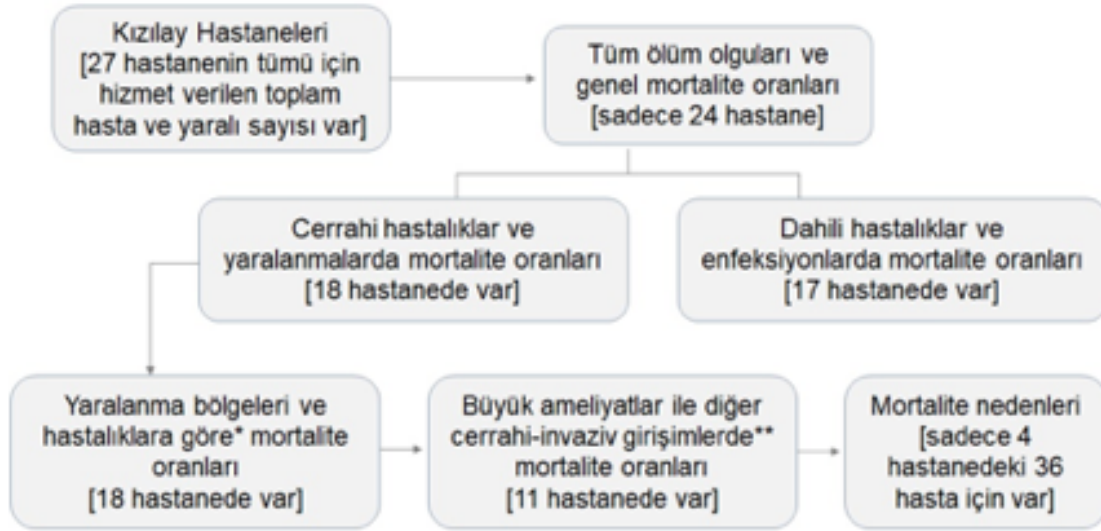 Kızılay Hastaneleri
[27 hastanenin tümü için
hizmet verilen toplam
hasta ve yaralı sayısı var]
Tüm ölüm olguları ve
genel mortalite oranları
[sadece 24 hastane]
Cerrahi hastalıklar ve
yaralanmalarda mortalite oranları
[18 hastanede var]
Dahili hastalıklar ve
enfeksiyonlarda mortalite oranları
[17 hastanede var]
Yaralanma bölgeleri ve
hastalıklara göre* mortalite
oranları
[18 hastanede var]
Büyük ameliyatlar ile diğer
cerrahi-invaziv girişimlerde**
mortalite oranları
[11 hastanede var]
Mortalite nedenleri
[sadece 4
hastanedeki 36
hasta için var]